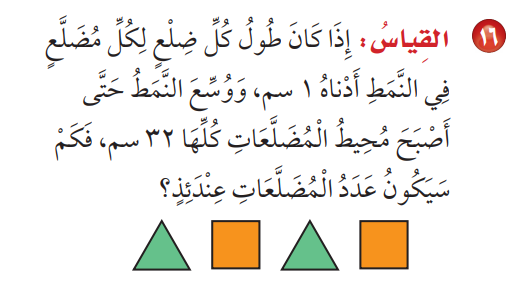 ١٦ القِياسُ: إِذَا كَانَ طُولُ كُلِّ ضِلْعٍ لِكُلِّ مُضَلَّعٍ
فِي النَّمَطِ أَدْنَاهُ ١ سم، وَوُسِّعَ النَّمَطُ حَتَّى
أَصْبَحَ مُحِيطُ الْمُضَلَّعَاتِ كُلِّهَا ٣٢ سم، فَكَمْ
سَيَكُونُ عَدَدُ الْمُضَلَّعَاتِ عِنْدَئِذٍ؟